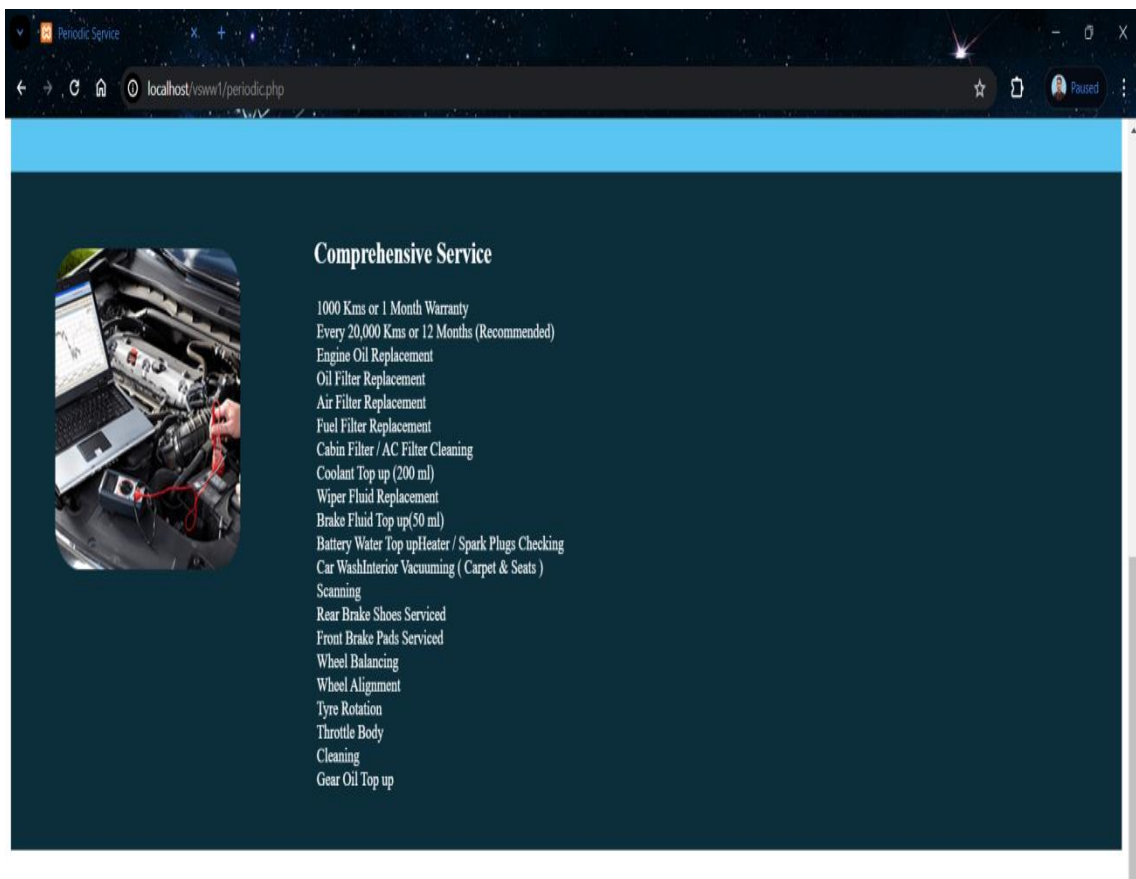 Periodic Service
localhost/vsww1/periodic.php
Paused
Comprehensive Service
1000 Kms or 1 Month Warranty
Every 20,000 Kms or 12 Months (Recommended)
Engine Oil Replacement
Oil Filter Replacement
Air Filter Replacement
Fuel Filter Replacement
Cabin Filter / AC Filter Cleaning
Coolant Top up (200 ml)
Wiper Fluid Replacement
Brake Fluid Top up(50 ml)
Battery Water Top upHeater / Spark Plugs Checking
Car WashInterior Vacuuming ( Carpet & Seats )
Scanning
Rear Brake Shoes Serviced
Front Brake Pads Serviced
Wheel Balancing
Wheel Alignment
Tyre Rotation
Throttle Body
Cleaning
Gear Oil Top up